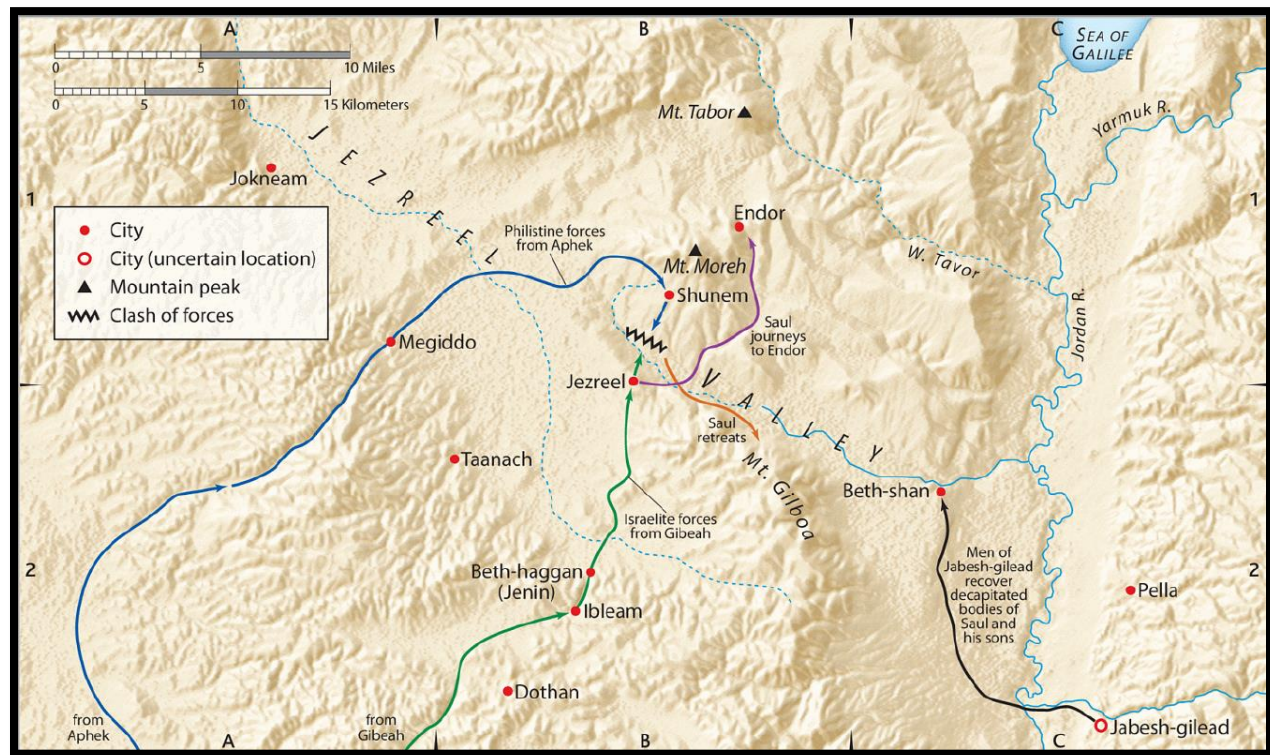 A
B
C
SEA OF
GALILEE
0
5
10 Miles
0
5
10
15 Kilometers
Mt. Tabor
Yarmuk R.
JEZREEL
Jokneam
1
1
City
City (uncertain location)
Mountain peak
Clash of forces
Endor
Philistine forces
from Aphek
Mt. Moreh
W. Tavor
Shunem
Jordan R.
Saul
journeys
to Endor
Megiddo
Jezreel
VALLEY
Saul
retreats
Taanach
Mt. Gilboa
Beth-shan
Israelite forces
from Gibeah
2
Beth-haggan
(Jenin)
Ibleam
Men of
Jabesh-gilead
recover
decapitated
bodies of
Saul and
his sons
2
Pella
Dothan
from
Aphek
from
Gibeah
Jabesh-gilead
A
B
C